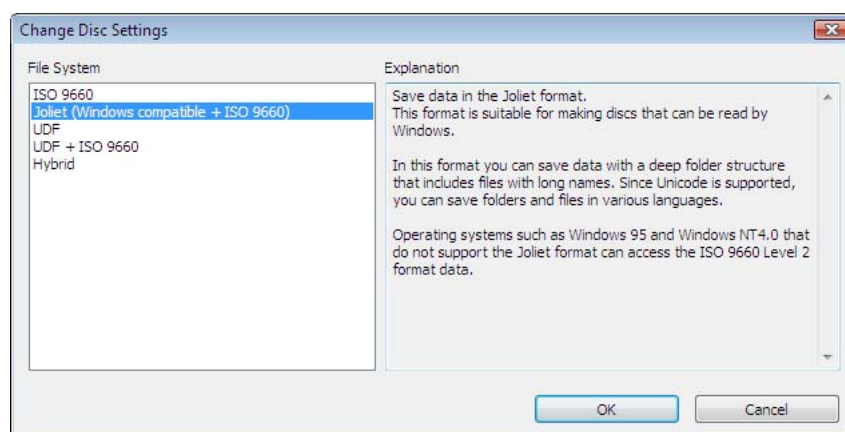 Change Disc Settings
File System
ISO 9660
Joliet (Windows compatible + ISO 9660)
UDF
UDF + ISO 9660
Hybrid
Explanation
Save data in the Joliet format.
This format is suitable for making discs that can be read by
Windows.
In this format you can save data with a deep folder structure
that includes files with long names. Since Unicode is supported,
you can save folders and files in various languages.
Operating systems such as Windows 95 and Windows NT4.0 that
do not support the Joliet format can access the ISO 9660 Level 2
format data.
OK
Cancel